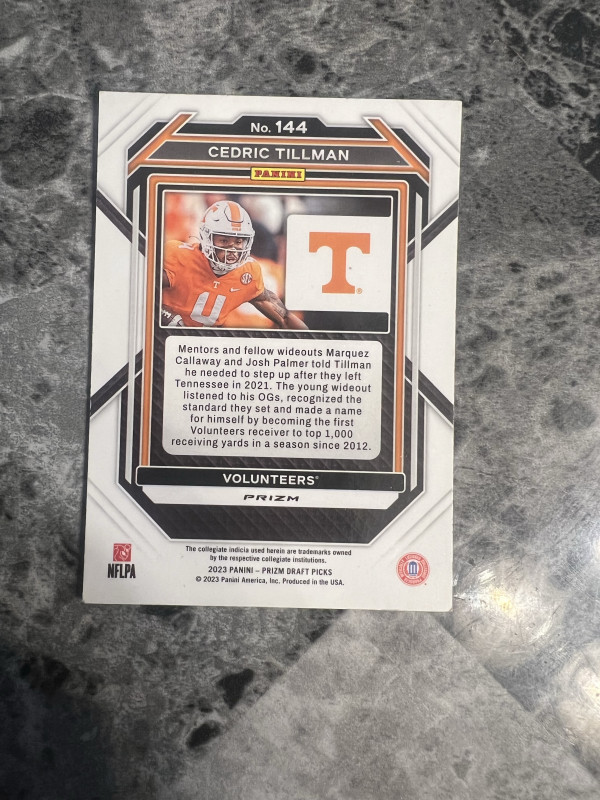 No. 144
CEDRIC TILLMAN
PANINI
T
T
4
SEC
Mentors and fellow wideouts Marquez
Callaway and Josh Palmer told Tillman
he needed to step up after they left
Tennessee in 2021. The young wideout
listened to his OGs, recognized the
standard they set and made a name
for himself by becoming the first
Volunteers receiver to top 1,000
receiving yards in a season since 2012.
VOLUNTEERS®
PRIZM
The collegiate indicia used herein are trademarks owned
by the respective collegiate institutions.
2023 PANINI – PRIZM DRAFT PICKS
© 2023 Panini America, Inc. Produced in the USA.
NFLPA